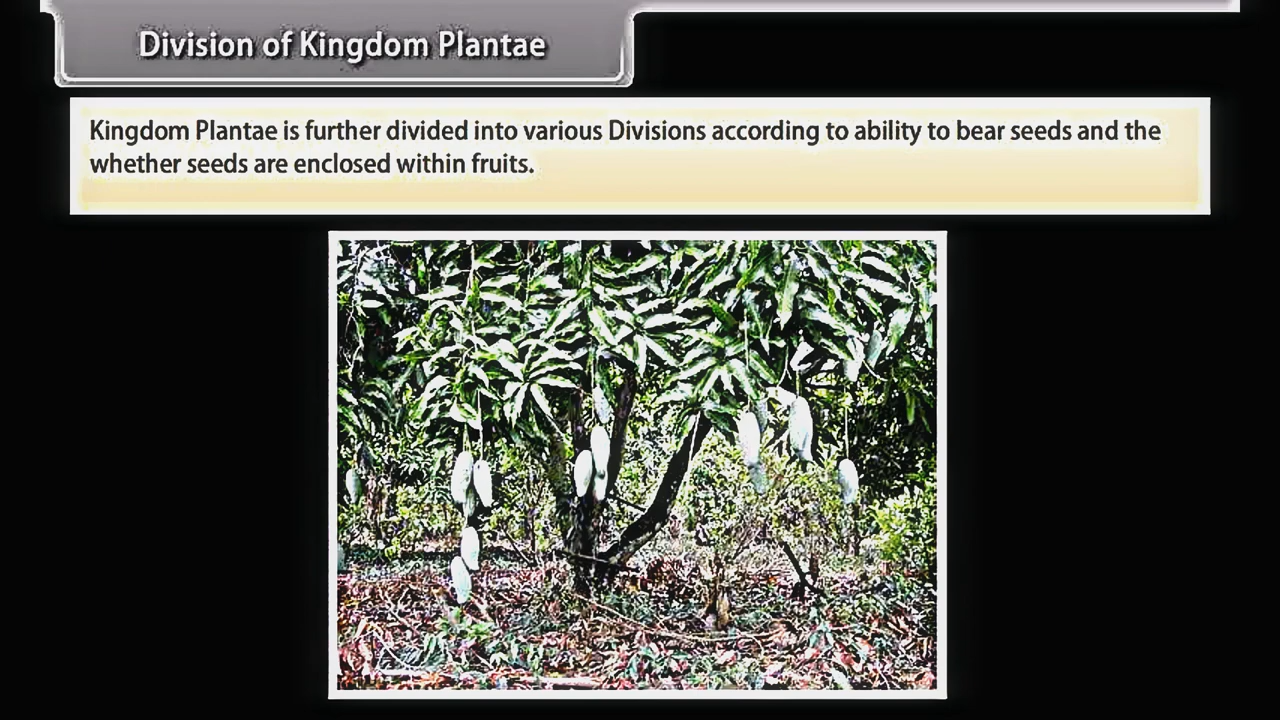 Division of Kingdom Plantae
Kingdom Plantae is further divided into various Divisions according to ability to bear seeds and the
whether seeds are enclosed within fruits.